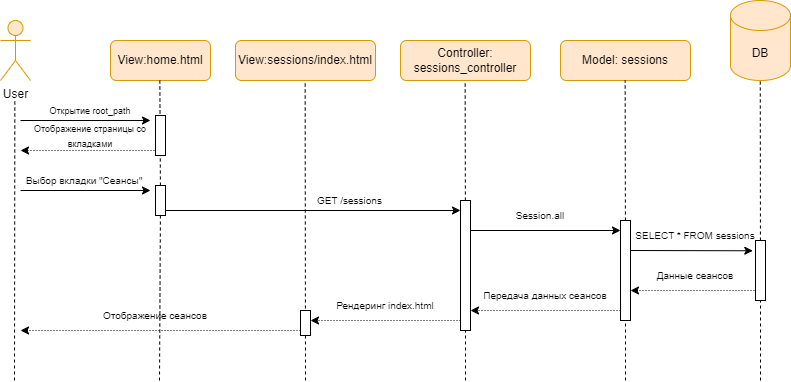 User
View:home.html
View:sessions/index.html
Controller:
sessions_controller
Model: sessions
DB
Открытие root_path
Отображение страницы со
вкладками
Выбор вкладки "Сеансы"
GET /sessions
Session.all
SELECT * FROM sessions
Данные сеансов
Передача данных сеансов
Рендеринг index.html
Отображение сеансов